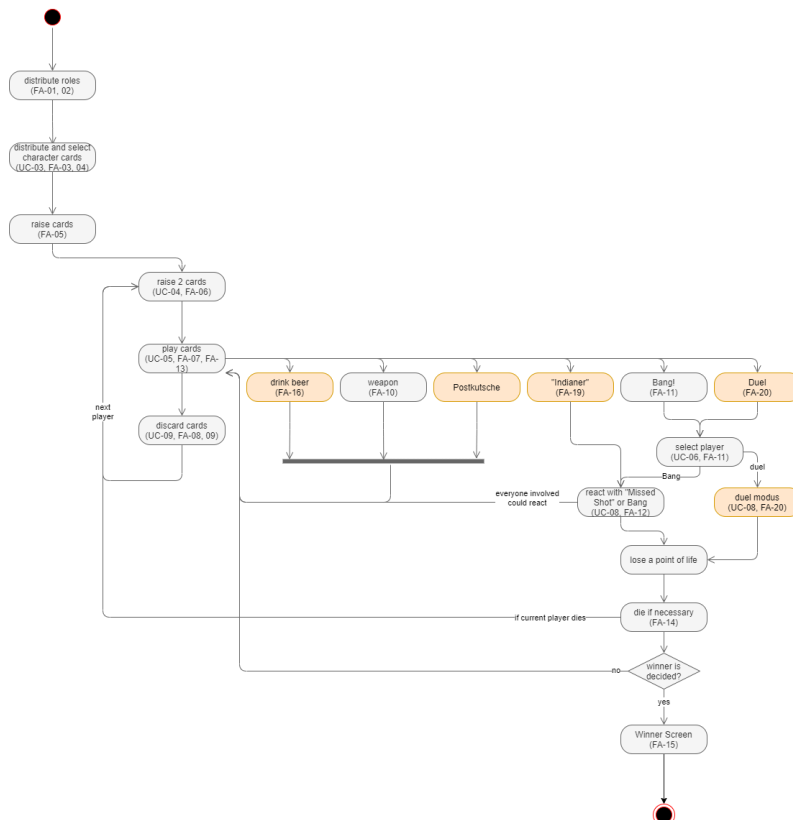 distribute roles
(FA-01, 02)
distribute and select
character cards
(UC-03, FA-03, 04)
raise cards
(FA-05)
raise 2 cards
(UC-04, FA-06)
play cards
(UC-05, FA-07, FA-
13)
drink beer
(FA-16)
weapon
(FA-10)
Postkutsche
"Indianer"
(FA-19)
Bang!
(FA-11)
Duel
(FA-20)
next
player
discard cards
(UC-09, FA-08, 09)
select player
(UC-06, FA-11)
duel
Bang
everyone involved
could react
react with "Missed
Shot" or Bang
(UC-08, FA-12)
duel modus
(UC-08, FA-20)
lose a point of life
die if necessary
(FA-14)
if current player dies
winner is
decided?
no
yes
Winner Screen
(FA-15)